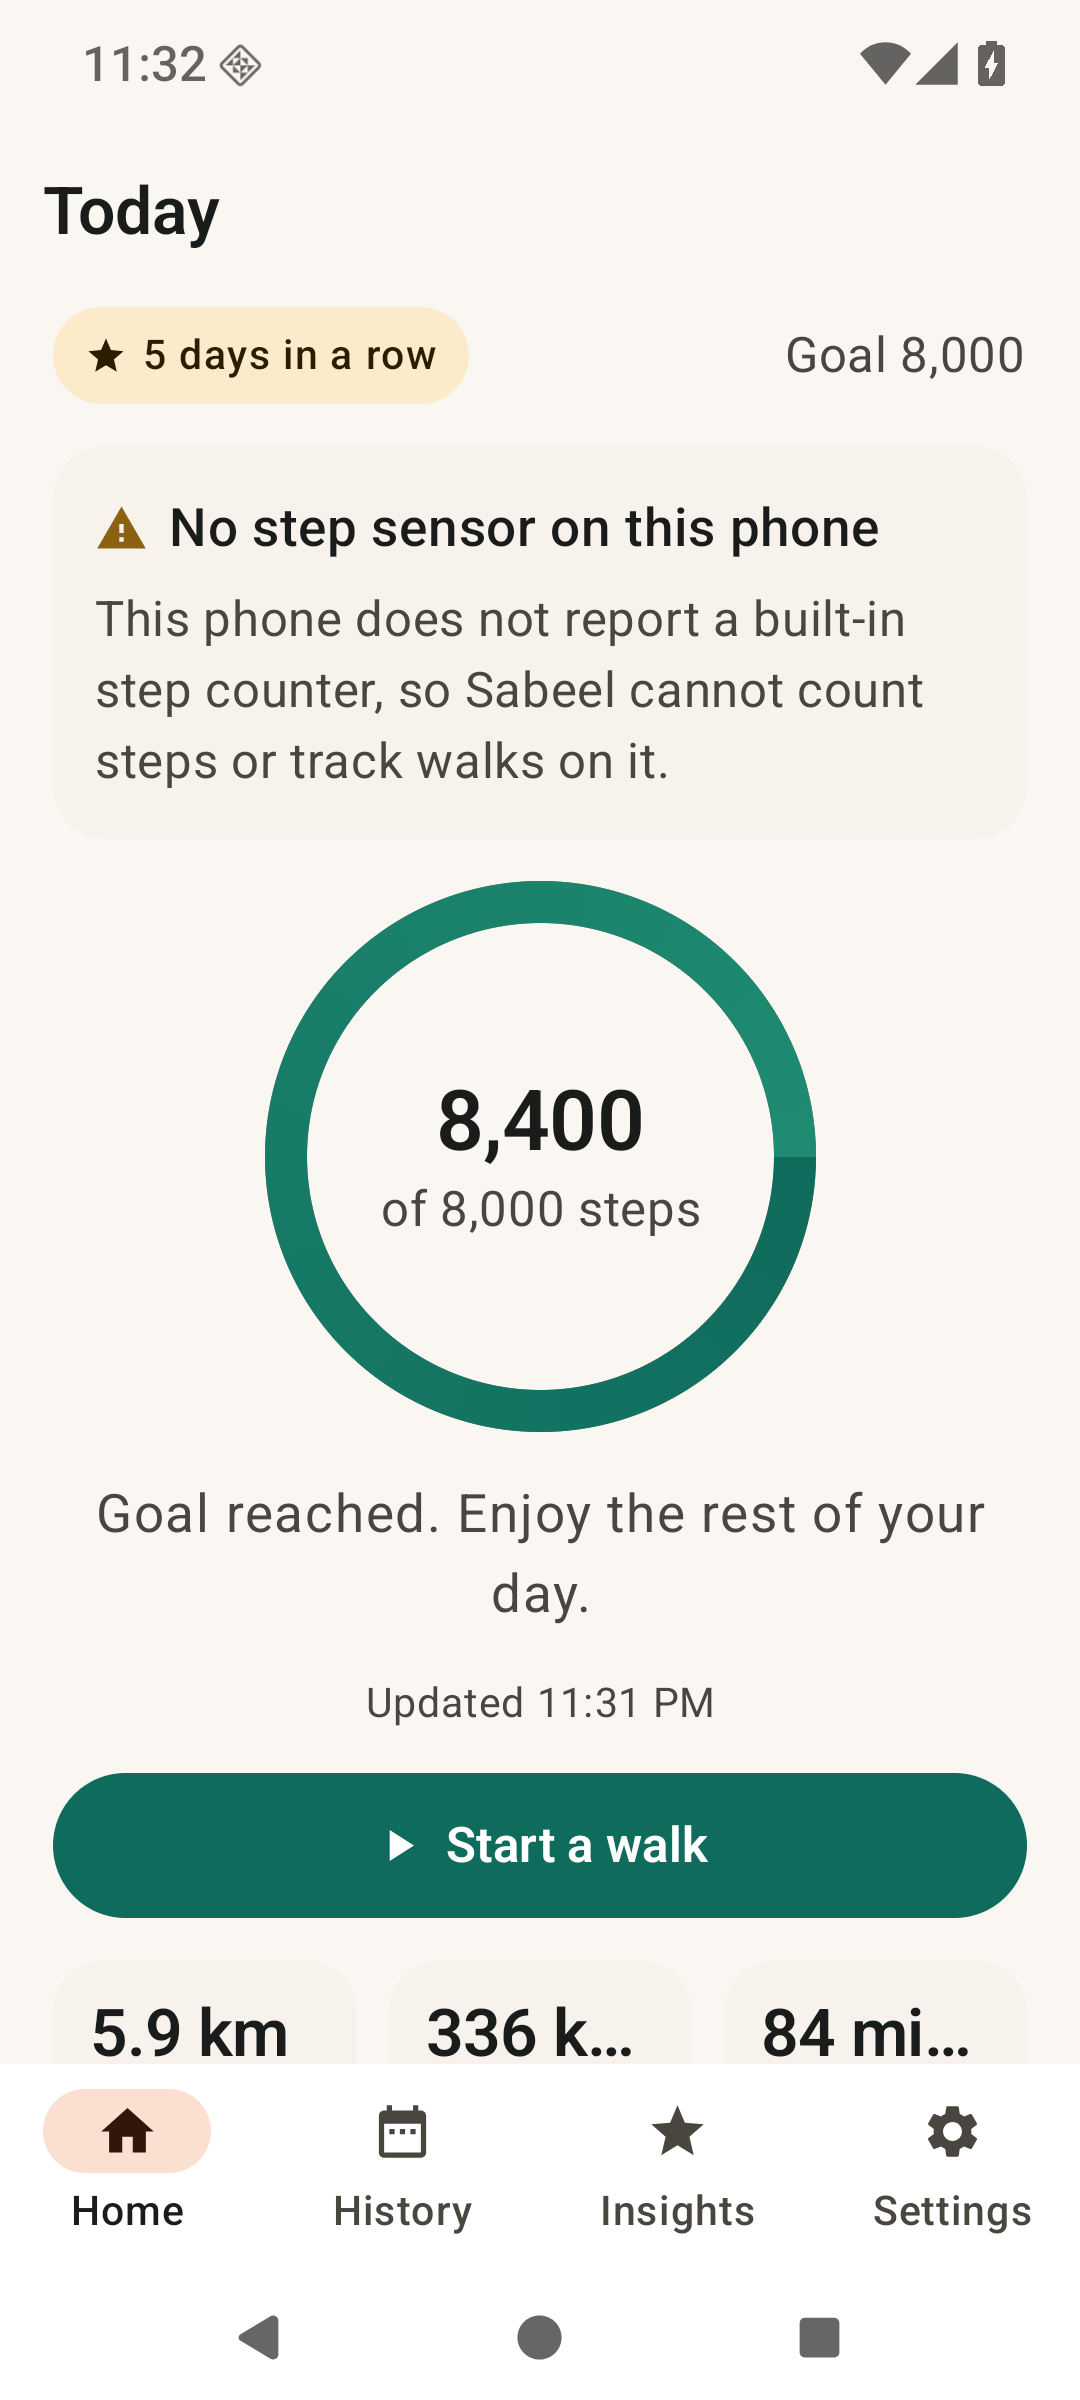 11:32
Today
5 days in a row
Goal 8,000
No step sensor on this phone
This phone does not report a built-in
step counter, so Sabeel cannot count
steps or track walks on it.
8,400
of 8,000 steps
Goal reached. Enjoy the rest of your
day.
Updated 11:31 PM
Start a walk
5.9 km
336 k…
84 mi…
Home
History
Insights
Settings